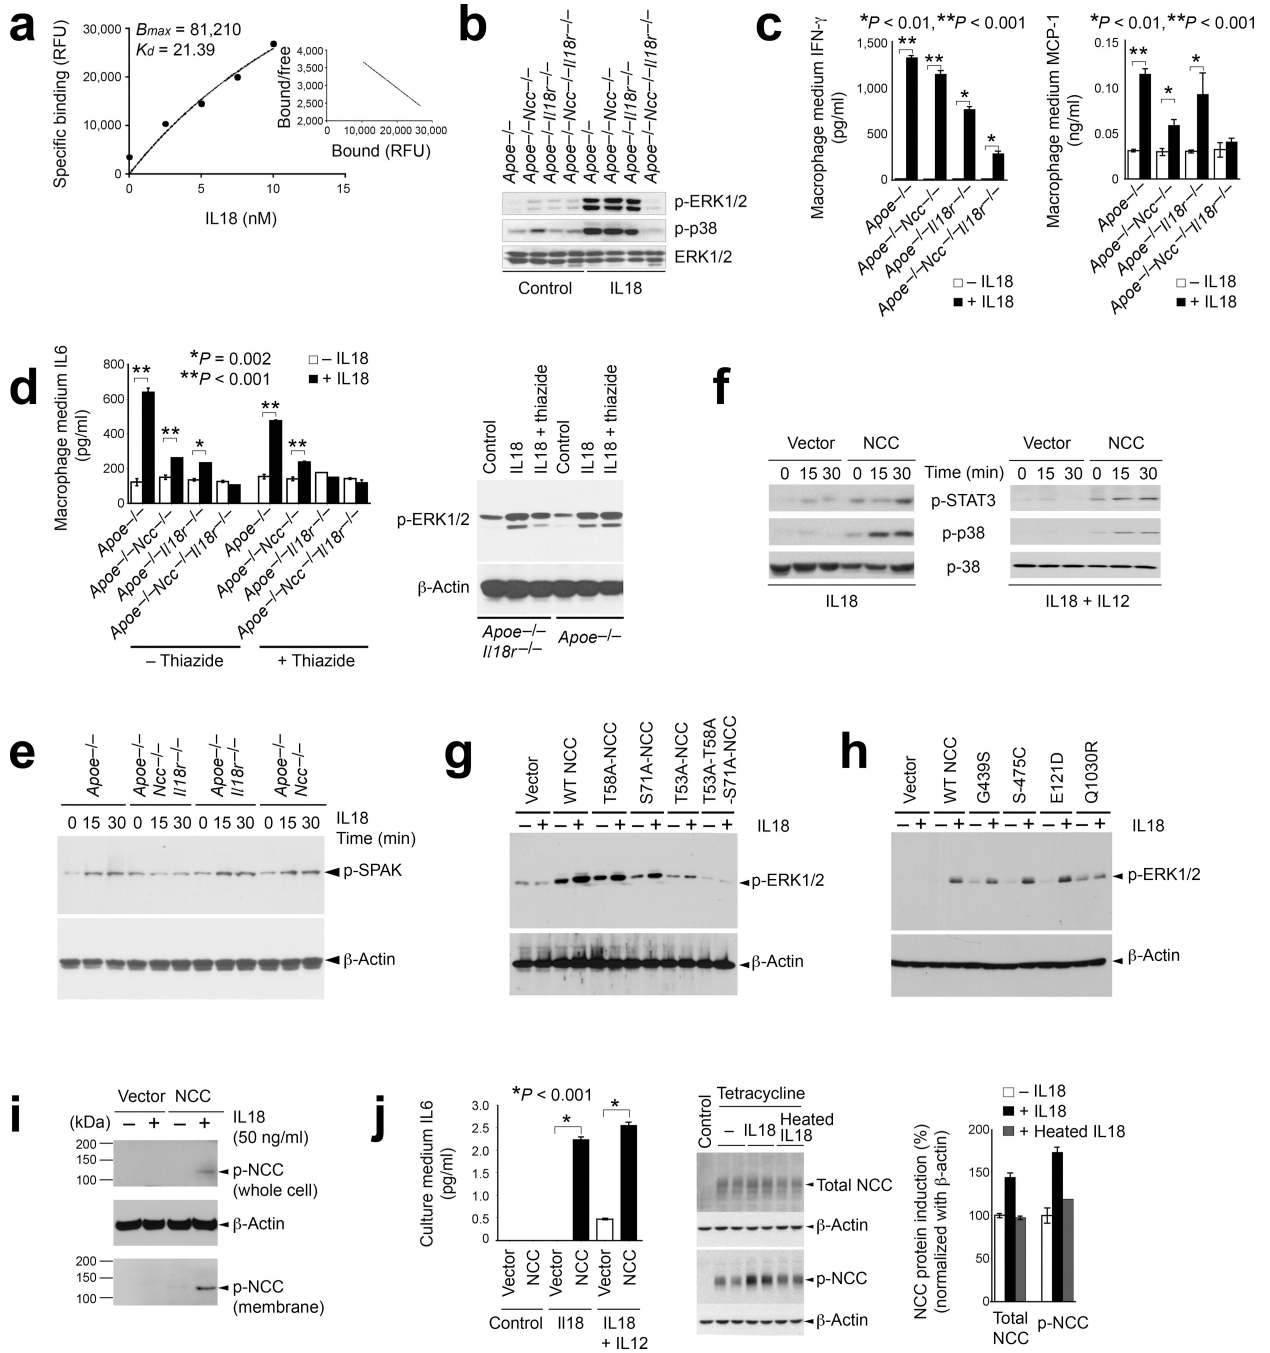 a
Specific binding (RFU)
30,000
20,000
10,000
0
Bmax = 81,210
Kd = 21.39
0
5
10
15
IL18 (nM)
Bound/free
4,000
3,500
3,000
2,500
2,000
0
10,000
20,000
30,000
Bound (RFU)
b
Apoe–/–
Apoe–/–Ncc–/–
Apoe–/–Il18r–/–
Apoe–/–Ncc–/–Il18r–/–
Apoe–/–
Apoe–/–Ncc–/–
Apoe–/–Il18r–/–
Apoe–/–Ncc–/–Il18r–/–
p-ERK1/2
p-p38
ERK1/2
Control
IL18
c
*P < 0.01, **P < 0.001
Macrophage medium IFN-γ
(pg/ml)
1,500
1,000
500
0
**
**
*
*
Apoe–/–
Apoe–/–Ncc–/–
Apoe–/–Il18r–/–
Apoe–/–Ncc–/–Il18r–/–
– IL18
+ IL18
*P < 0.01, **P < 0.001
Macrophage medium MCP-1
(ng/ml)
0.15
0.10
0.05
0
**
*
*
Apoe–/–
Apoe–/–Ncc–/–
Apoe–/–Il18r–/–
Apoe–/–Ncc–/–Il18r–/–
– IL18
+ IL18
d
Macrophage medium IL6
(pg/ml)
800
600
400
200
0
*P = 0.002
**P < 0.001
– IL18
+ IL18
**
**
*
**
**
Apoe–/–
Apoe–/–Ncc–/–
Apoe–/–Il18r–/–
Apoe–/–Ncc–/–Il18r–/–
Apoe–/–
Apoe–/–Ncc–/–
Apoe–/–Il18r–/–
Apoe–/–Ncc–/–Il18r–/–
– Thiazide
+ Thiazide
Control
IL18
IL18 + thiazide
Control
IL18
IL18 + thiazide
p-ERK1/2
β-Actin
Apoe–/–
Il18r–/–
Apoe–/–
f
Vector NCC
0 15 30 0 15 30
Time (min)
Vector NCC
0 15 30 0 15 30
p-STAT3
p-p38
p-38
IL18
IL18 + IL12
e
Apoe–/–
Apoe–/–
Ncc–/–
Il18r–/–
Apoe–/–
Il18r–/–
Apoe–/–
Ncc–/–
0 15 30 0 15 30 0 15 30 0 15 30
IL18
Time (min)
p-SPAK
β-Actin
g
Vector
WT NCC
T58A-NCC
S71A-NCC
T53A-NCC
T53A-T58A
-S71A-NCC
– + – + – + – + – + – +
IL18
p-ERK1/2
β-Actin
h
Vector
WT NCC
G439S
S-475C
E121D
Q1030R
– + – + – + – + – + – +
IL18
p-ERK1/2
β-Actin
i
Vector NCC
(kDa) – + – +
IL18
(50 ng/ml)
200
150
100
p-NCC
(whole cell)
β-Actin
200
150
100
p-NCC
(membrane)
j
*P < 0.001
Culture medium IL6
(pg/ml)
3.0
2.5
2.0
1.5
1.0
0.5
0
*
*
Vector
NCC
Vector
NCC
Vector
NCC
Control
Il18
IL18
+ IL12
Control
Tetracycline
–
IL18
Heated
IL18
Total NCC
β-Actin
p-NCC
β-Actin
– IL18
+ IL18
+ Heated IL18
NCC protein induction (%)
(normalized with β-actin)
200
150
100
50
0
Total
NCC
p-NCC